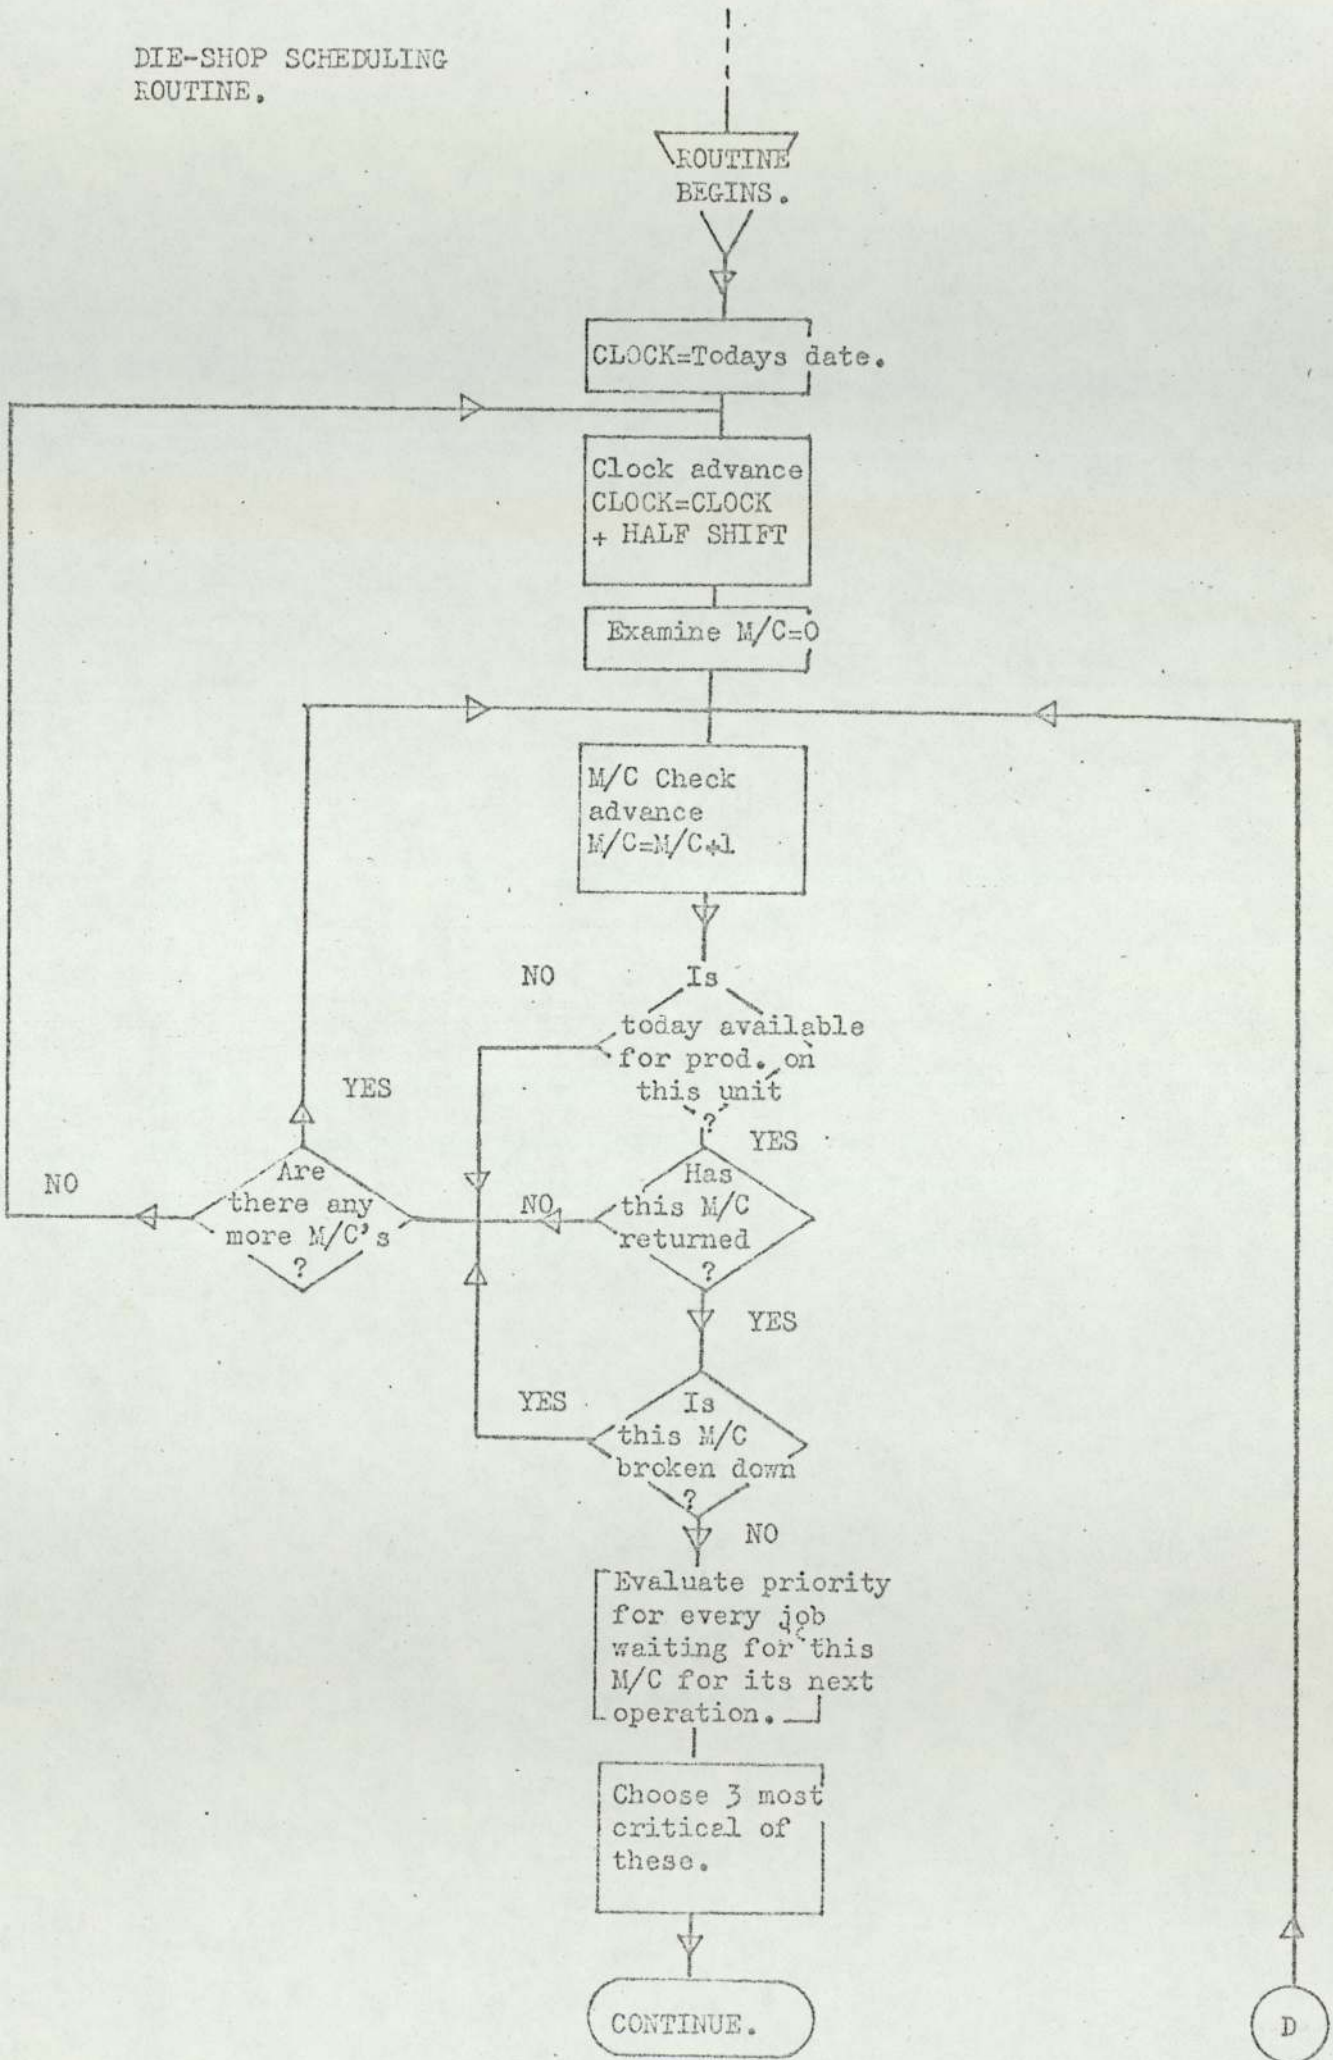 DIE-SHOP SCHEDULING
ROUTINE.
ROUTINE
BEGINS.
CLOCK=Todays date.
Clock advance
CLOCK=CLOCK
+ HALF SHIFT
Examine M/C=0
M/C Check
advance
M/C=M/C+1
NO
Is
today available
for prod. on
this unit
?
YES
YES
NO
Are
there any
more M/C's
?
NO
Has
this M/C
returned
?
YES
YES
Is
this M/C
broken down
?
NO
Evaluate priority
for every job
waiting for this
M/C for its next
operation.
Choose 3 most
critical of
these.
CONTINUE.
D